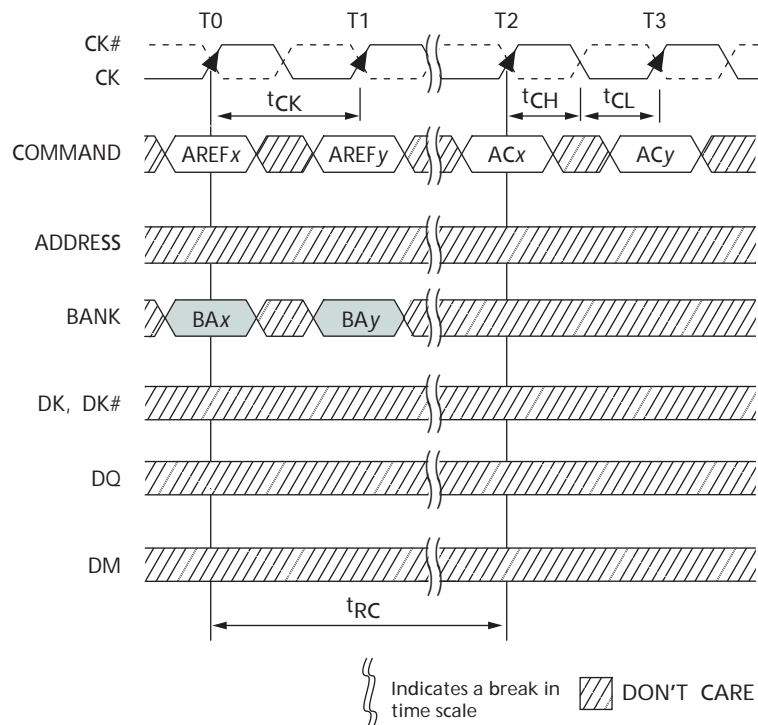 T0 T1 T2 T3
CK#
CK
tCK tCH tCL
COMMAND AREFx AREFy ACx ACy
ADDRESS
BANK BAx BAy
DK, DK#
DQ
DM
tRC
Indicates a break in
time scale
DON'T CARE